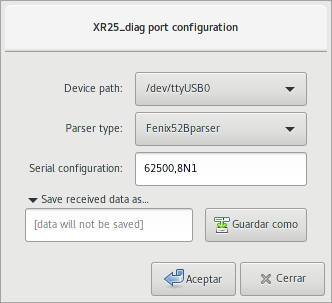 XR25_diag port configuration
Device path: /dev/ttyUSB0
Parser type: Fenix52Bparser
Serial configuration: 62500,8N1
Save received data as...
[data will not be saved] Guardar como
Aceptar Cerrar